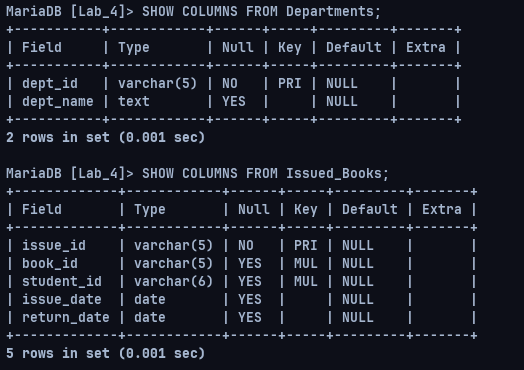 MariaDB [Lab_4]> SHOW COLUMNS FROM Departments;
+-----------+------------+------+-----+---------+-------+
| Field     | Type       | Null | Key | Default | Extra |
+-----------+------------+------+-----+---------+-------+
| dept_id   | varchar(5) | NO   | PRI | NULL    |       |
| dept_name | text       | YES  |     | NULL    |       |
+-----------+------------+------+-----+---------+-------+
2 rows in set (0.001 sec)

MariaDB [Lab_4]> SHOW COLUMNS FROM Issued_Books;
+-------------+------------+------+-----+---------+-------+
| Field       | Type       | Null | Key | Default | Extra |
+-------------+------------+------+-----+---------+-------+
| issue_id    | varchar(5) | NO   | PRI | NULL    |       |
| book_id     | varchar(5) | YES  | MUL | NULL    |       |
| student_id  | varchar(6) | YES  | MUL | NULL    |       |
| issue_date  | date       | YES  |     | NULL    |       |
| return_date | date       | YES  |     | NULL    |       |
+-------------+------------+------+-----+---------+-------+
5 rows in set (0.001 sec)